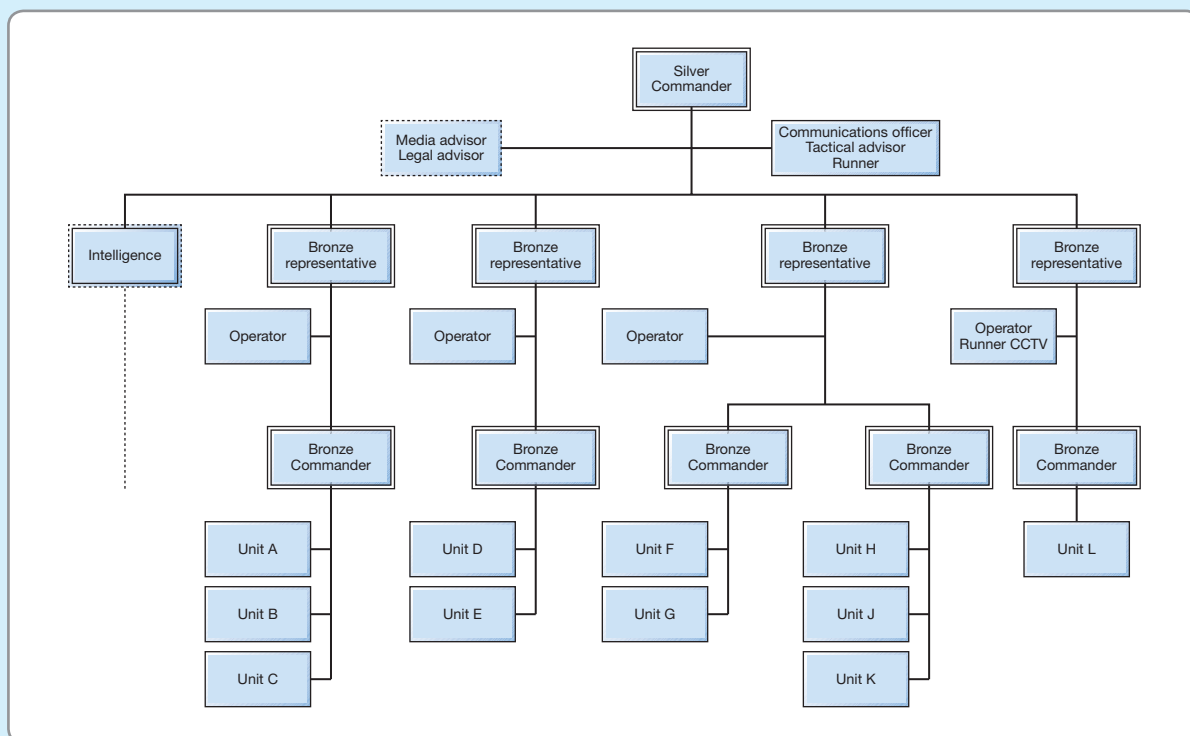 Silver
Commander
Media advisor
Legal advisor
Communications officer
Tactical advisor
Runner
Intelligence
Bronze
representative
Bronze
representative
Bronze
representative
Bronze
representative
Operator
Operator
Operator
Operator
Runner CCTV
Bronze
Commander
Bronze
Commander
Bronze
Commander
Bronze
Commander
Bronze
Commander
Unit A
Unit D
Unit F
Unit H
Unit L
Unit B
Unit E
Unit G
Unit J
Unit C
Unit K